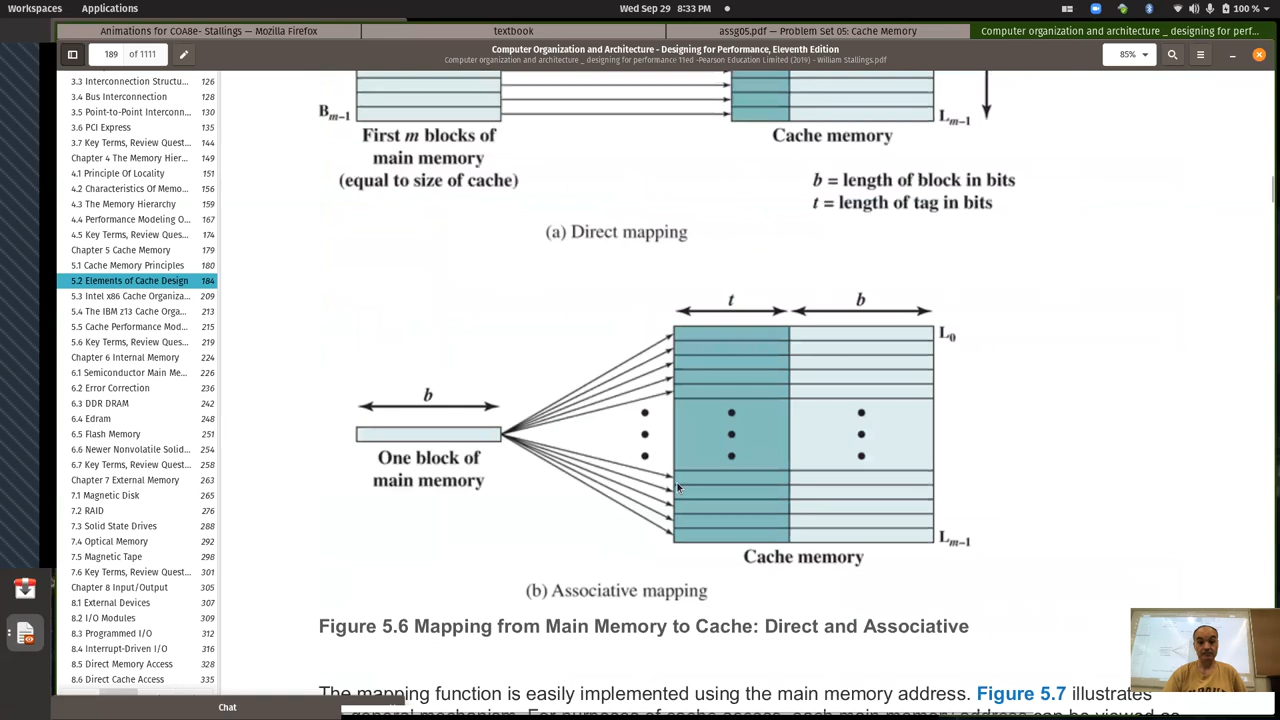 Workspaces Applications Wed Sep 29 8:33 PM 100 %
Animations for COA8e- Stallings — Mozilla Firefox
textbook
assg05.pdf — Problem Set 05: Cache Memory
Computer organization and architecture _ designing for perf...
189 of 1111
Computer Organization and Architecture - Designing for Performance, Eleventh Edition
Computer organization and architecture _ designing for performance 11ed -Pearson Education Limited (2019) - William Stallings.pdf
85%
3.3 Interconnection Structu... 126
3.4 Bus Interconnection 128
3.5 Point-to-Point Interconn... 130
3.6 PCI Express 135
3.7 Key Terms, Review Quest... 144
Chapter 4 The Memory Hier... 149
4.1 Principle Of Locality 151
4.2 Characteristics Of Memo... 156
4.3 The Memory Hierarchy 159
4.4 Performance Modeling O... 167
4.5 Key Terms, Review Ques... 174
Chapter 5 Cache Memory 179
5.1 Cache Memory Principles 180
5.2 Elements of Cache Design 184
5.3 Intel x86 Cache Organiza... 209
5.4 The IBM z13 Cache Orga... 213
5.5 Cache Performance Mod... 215
5.6 Key Terms, Review Ques... 219
Chapter 6 Internal Memory 224
6.1 Semiconductor Main Me... 226
6.2 Error Correction 236
6.3 DDR DRAM 242
6.4 Edram 248
6.5 Flash Memory 251
6.6 Newer Nonvolatile Solid... 254
6.7 Key Terms, Review Quest... 258
Chapter 7 External Memory 263
7.1 Magnetic Disk 265
7.2 RAID 276
7.3 Solid State Drives 288
7.4 Optical Memory 292
7.5 Magnetic Tape 298
7.6 Key Terms, Review Quest... 301
Chapter 8 Input/Output 305
8.1 External Devices 307
8.2 I/O Modules 309
8.3 Programmed I/O 312
8.4 Interrupt-Driven I/O 316
8.5 Direct Memory Access 328
8.6 Direct Cache Access 335
Chat
Bm–1
Lm–1
First m blocks of
main memory
(equal to size of cache)
Cache memory
b = length of block in bits
t = length of tag in bits
(a) Direct mapping
t b
L0
b
One block of
main memory
Lm–1
Cache memory
(b) Associative mapping
Figure 5.6 Mapping from Main Memory to Cache: Direct and Associative
The mapping function is easily implemented using the main memory address. Figure 5.7 illustrates
general mechanism. For purposes of cache access, each main memory address can be viewed as